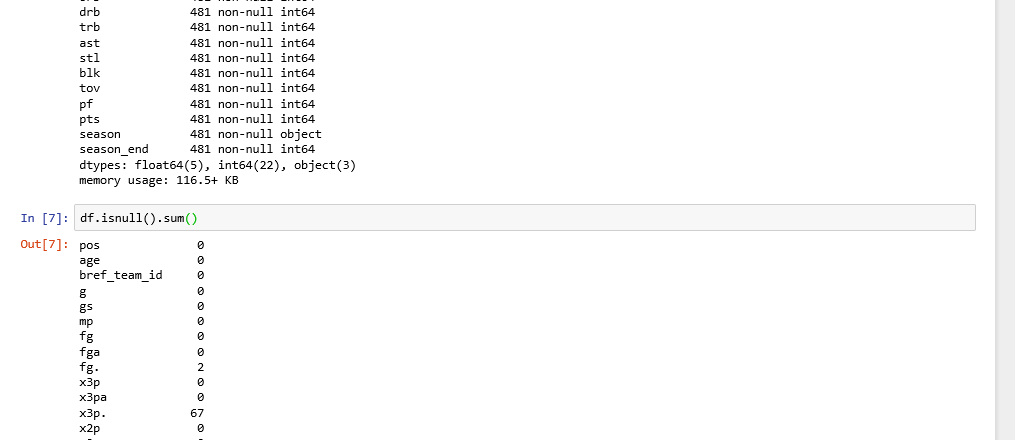 drb 481 non-null int64
trb 481 non-null int64
ast 481 non-null int64
stl 481 non-null int64
blk 481 non-null int64
tov 481 non-null int64
pf 481 non-null int64
pts 481 non-null int64
season 481 non-null object
season_end 481 non-null int64
dtypes: float64(5), int64(22), object(3)
memory usage: 116.5+ KB
In [7]: df.isnull().sum()
Out[7]: pos 0
age 0
bref_team_id 0
g 0
gs 0
mp 0
fg 0
fga 0
fg. 2
x3p 0
x3pa 0
x3p. 67
x2p 0